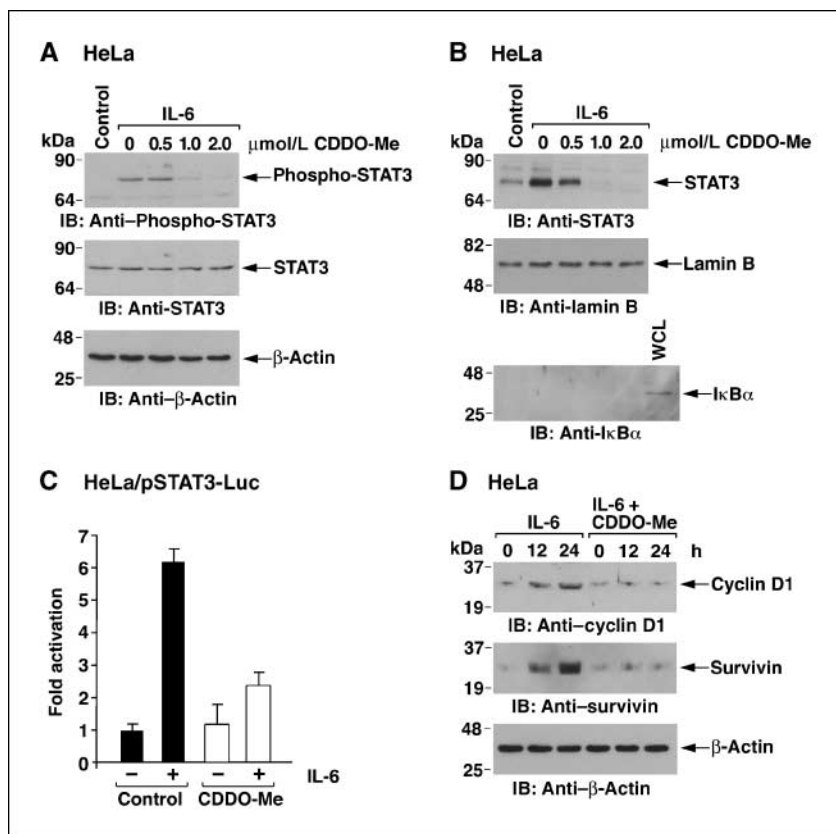 A HeLa
Control
IL-6
kDa
0 0.5 1.0 2.0 μmol/L CDDO-Me
90
Phospho-STAT3
64
IB: Anti–Phospho-STAT3
90
STAT3
64
IB: Anti-STAT3
48
β-Actin
25
IB: Anti–β-Actin
B HeLa
Control
IL-6
kDa
0 0.5 1.0 2.0 μmol/L CDDO-Me
90
STAT3
64
IB: Anti-STAT3
82
Lamin B
48
IB: Anti-lamin B
WCL
48
IκBα
25
IB: Anti-IκBα
C HeLa/pSTAT3-Luc
Fold activation
7
6
5
4
3
2
1
0
– + – + IL-6
Control CDDO-Me
D HeLa
IL-6 +
IL-6 CDDO-Me
kDa 0 12 24 0 12 24 h
37
Cyclin D1
19
IB: Anti–cyclin D1
37
Survivin
19
IB: Anti–survivin
48
β-Actin
25
IB: Anti–β-Actin